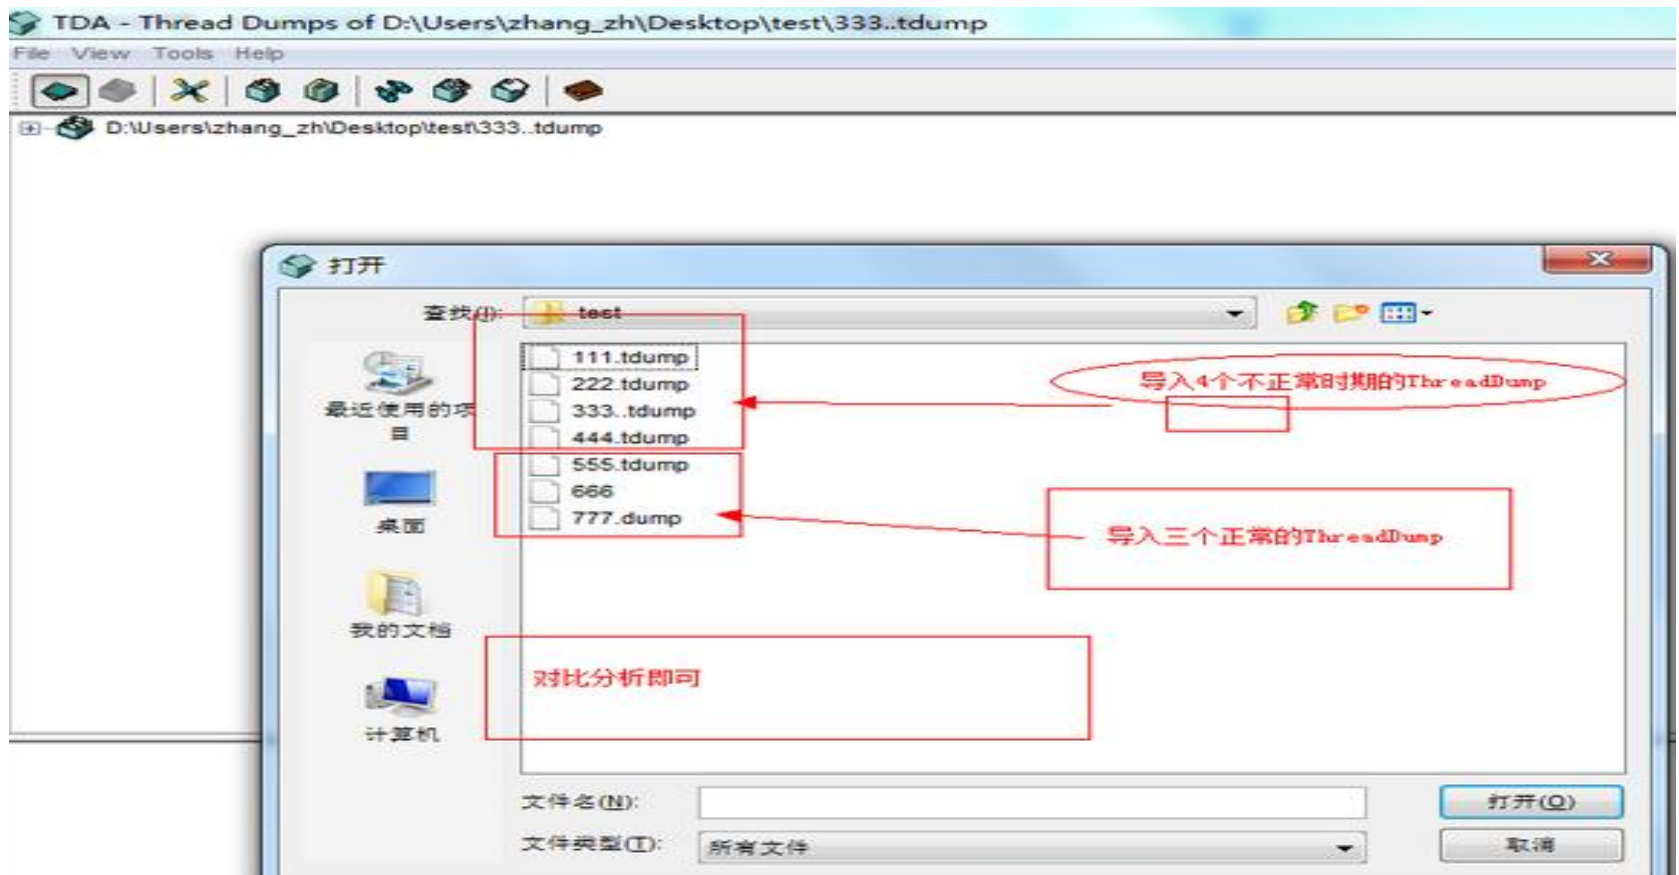 TDA - Thread Dumps of D:\Users\zhang_zh\Desktop\test\333..tdump
File View Tools Help
D:\Users\zhang_zh\Desktop\test\333..tdump
打开
查找(I):
test
111.tdump
222.tdump
333..tdump
444.tdump
555.tdump
666
777.dump
导入4个不正常时期的ThreadDump
导入三个正常的ThreadDump
对比分析即可
最近使用的项
目
桌面
我的文档
计算机
文件名(N):
打开(O)
文件类型(T):
所有文件
取消